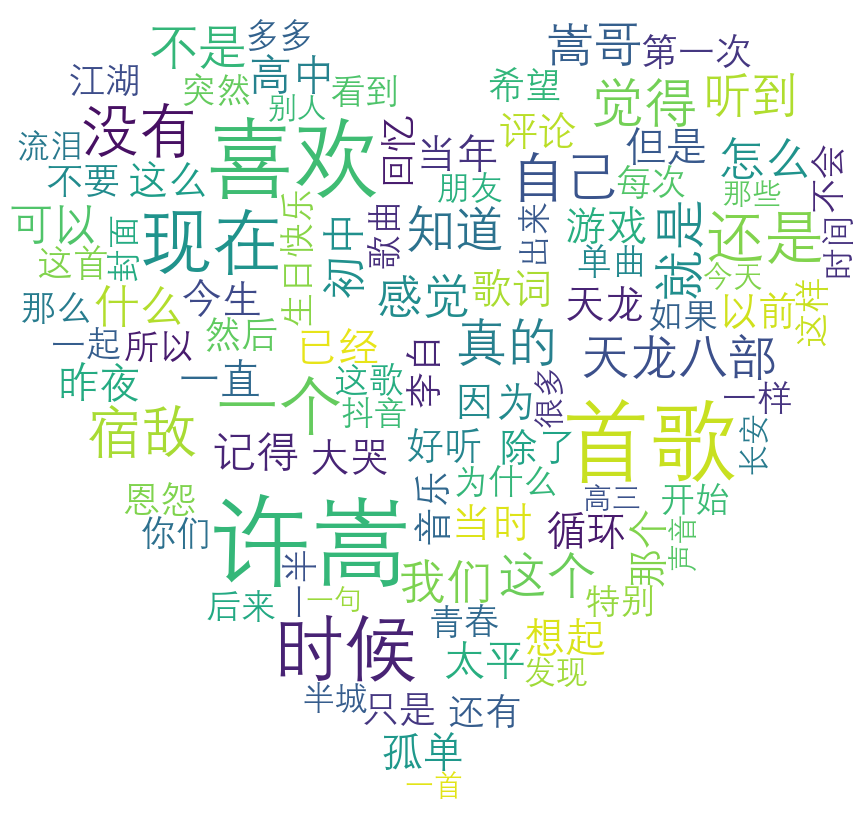 不是
多多
嵩哥
第一次
江湖
突然
高中
看到
希望
觉得
听到
别人
没有
喜欢
回忆
当年
评论
自己
但是
怎么
不会
流泪
不要
这么
朋友
每次
那些
可以
封面
现在
生日快乐
初中
歌曲
知道
出来
游戏
就是
还是
时间
这首
单曲
今天
那么
什么
今生
感觉
歌词
天龙
如果
以前
这样
一起
所以
然后
已经
李白
真的
天龙八部
昨夜
一直
一个
这歌
抖音
因为
很多
一样
首歌
宿敌
记得
大哭
好听
除了
长安
为什么
恩怨
许嵩
音乐
当时
高三
开始
你们
循环
那个
声音
一半
我们
这个
后来
一句
特别
时候
青春
想起
太平
发现
半城
只是
还有
孤单
一首